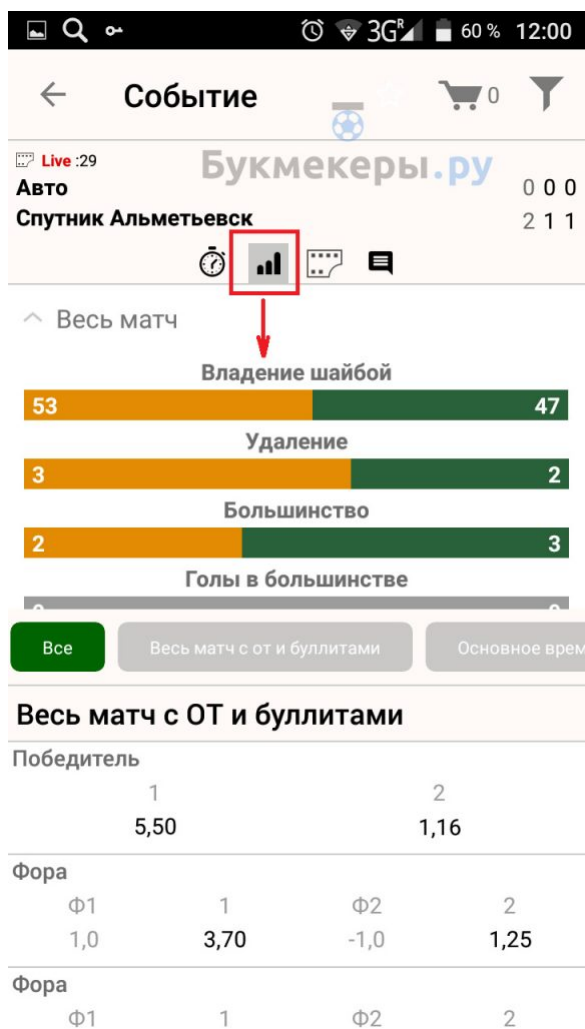 3G R 60 % 12:00
Событие 0
Букмекеры.ру
Live :29
Авто 0 0 0
Спутник Альметьевск 2 1 1
Весь матч
Владение шайбой
53 47
Удаление
3 2
Большинство
2 3
Голы в большинстве
Все Весь матч с от и буллитами Основное врем
Весь матч с ОТ и буллитами
Победитель
1 2
5,50 1,16
Фора
Ф1 1 Ф2 2
1,0 3,70 -1,0 1,25
Фора
Ф1 1 Ф2 2